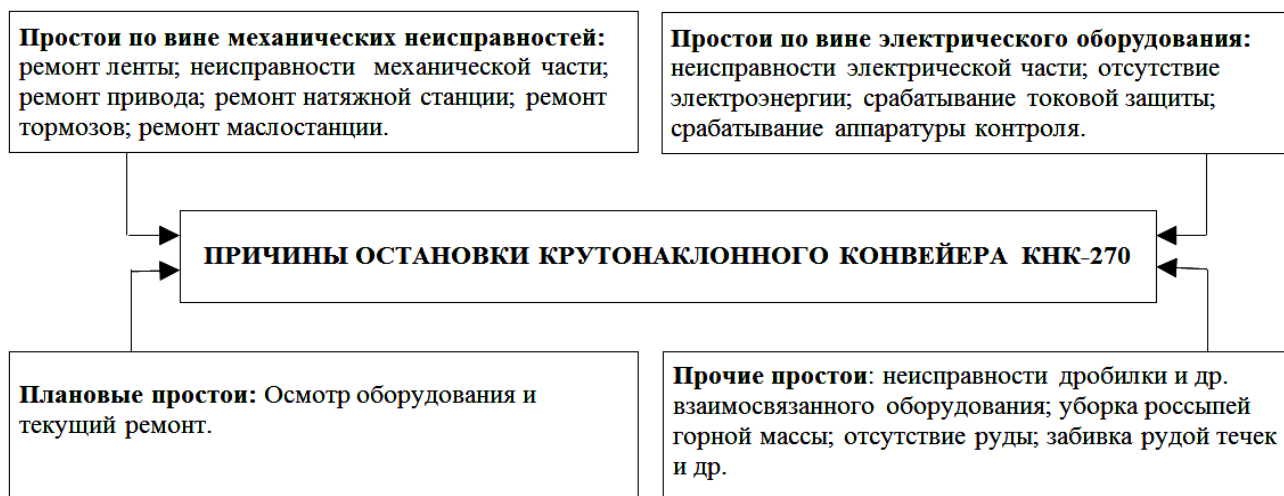 Простои по вине механических неисправностей:
ремонт ленты; неисправности механической части;
ремонт привода; ремонт натяжной станции; ремонт
тормозов; ремонт маслостанции.
Простои по вине электрического оборудования:
неисправности электрической части; отсутствие
электроэнергии; срабатывание токовой защиты;
срабатывание аппаратуры контроля.
ПРИЧИНЫ ОСТАНОВКИ КРУТОНАКЛОННОГО КОНВЕЙЕРА КНК-270
Плановые простои: Осмотр оборудования и
текущий ремонт.
Прочие простои: неисправности дробилки и др.
взаимосвязанного оборудования; уборка россыпей
горной массы; отсутствие руды; забивка рудой течек
и др.